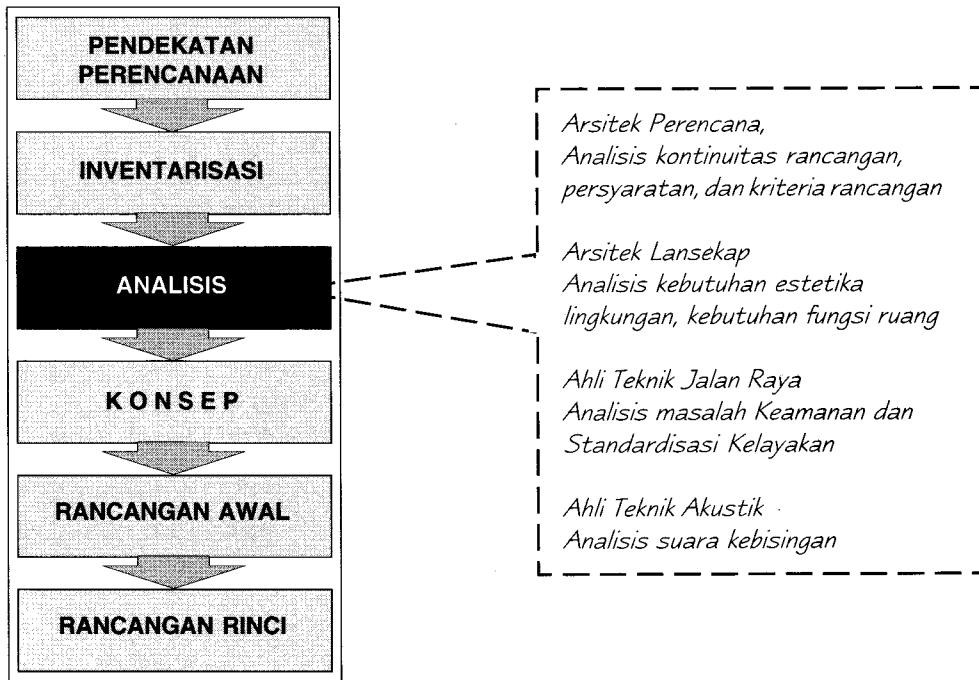 PENDEKATAN
PERENCANAAN
INVENTARISASI
ANALISIS
K O N S E P
RANCANGAN AWAL
RANCANGAN RINCI
Arsitek Perencana,
Analisis kontinuitas rancangan,
persyaratan, dan kriteria rancangan
Arsitek Lansekap
Analisis kebutuhan estetika
lingkungan, kebutuhan fungsi ruang
Ahli Teknik Jalan Raya
Analisis masalah Keamanan dan
Standardisasi Kelayakan
Ahli Teknik Akustik
Analisis suara kebisingan